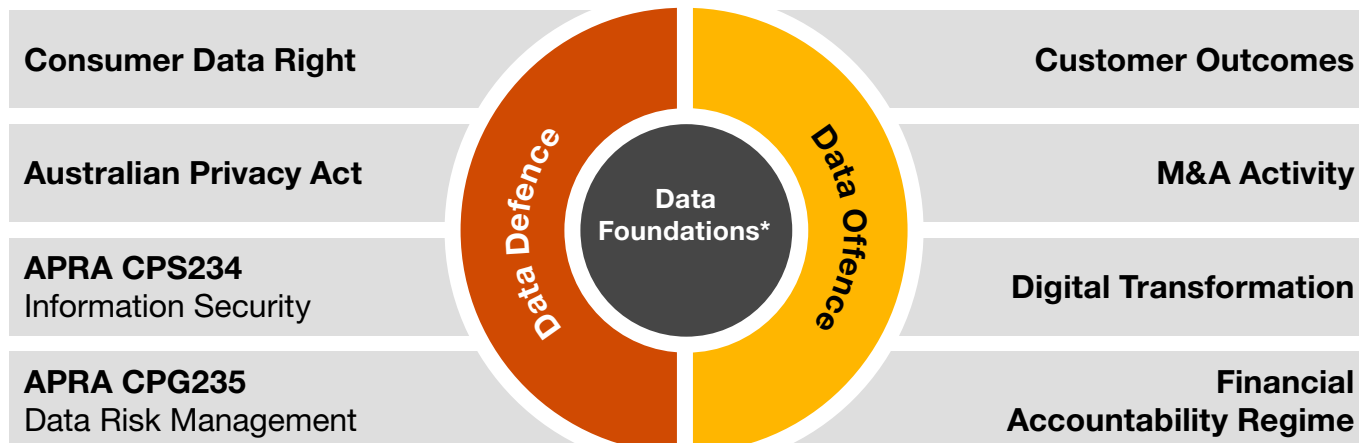 Consumer Data Right
Australian Privacy Act
APRA CPS234
Information Security
APRA CPG235
Data Risk Management
Data Defence
Data
Foundations*
Data Offence
Customer Outcomes
M&A Activity
Digital Transformation
Financial
Accountability Regime